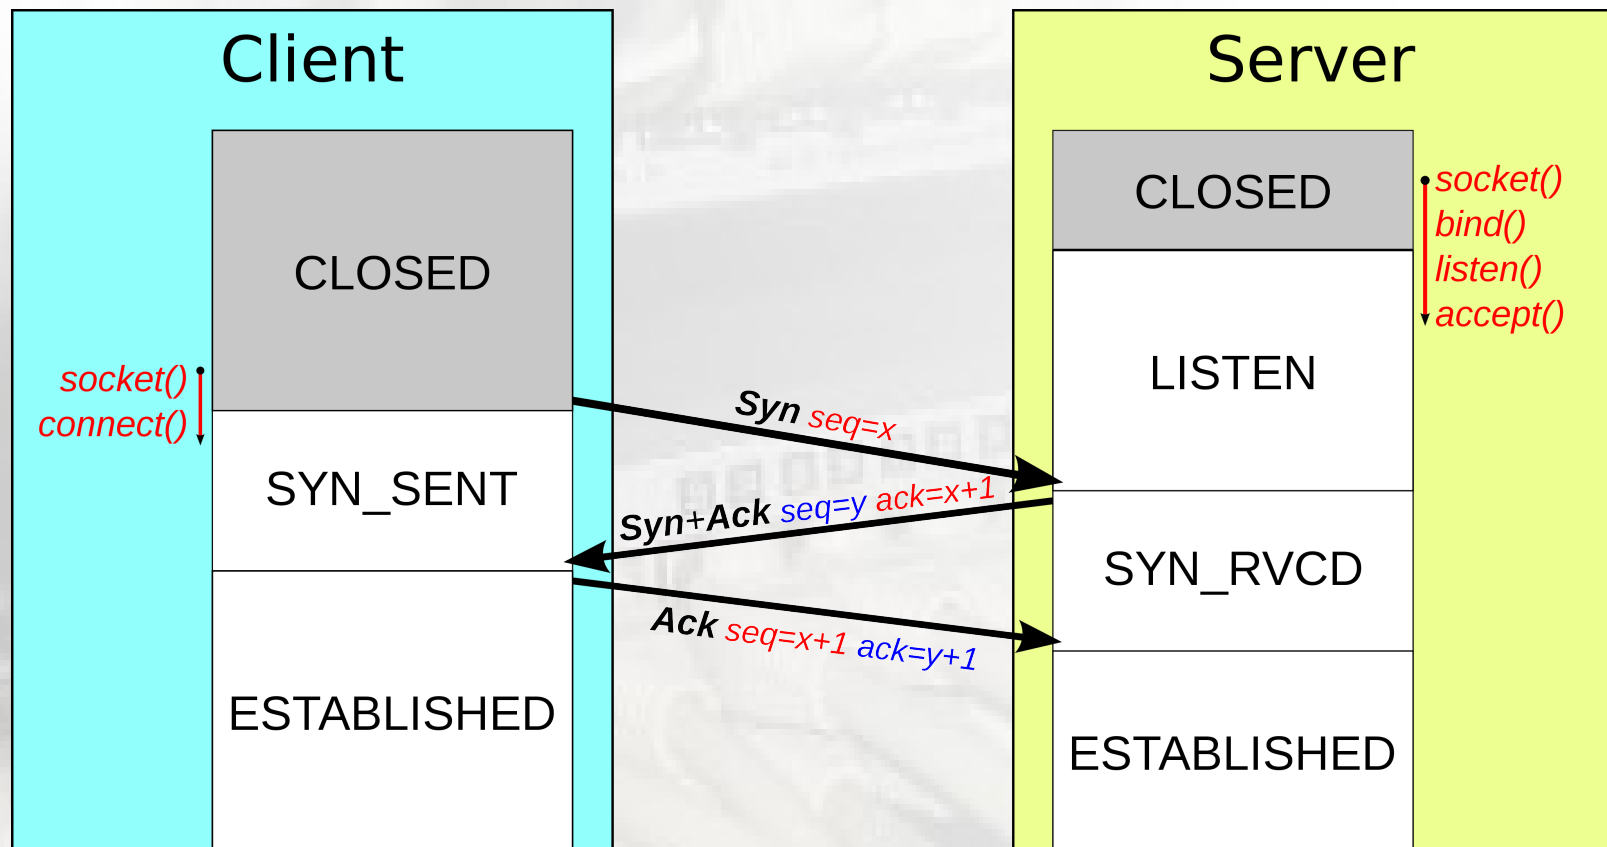 Client
CLOSED
socket()
connect()
SYN_SENT
ESTABLISHED
Syn seq=x
Syn+Ack seq=y ack=x+1
Ack seq=x+1 ack=y+1
Server
CLOSED
socket()
bind()
listen()
accept()
LISTEN
SYN_RVCD
ESTABLISHED